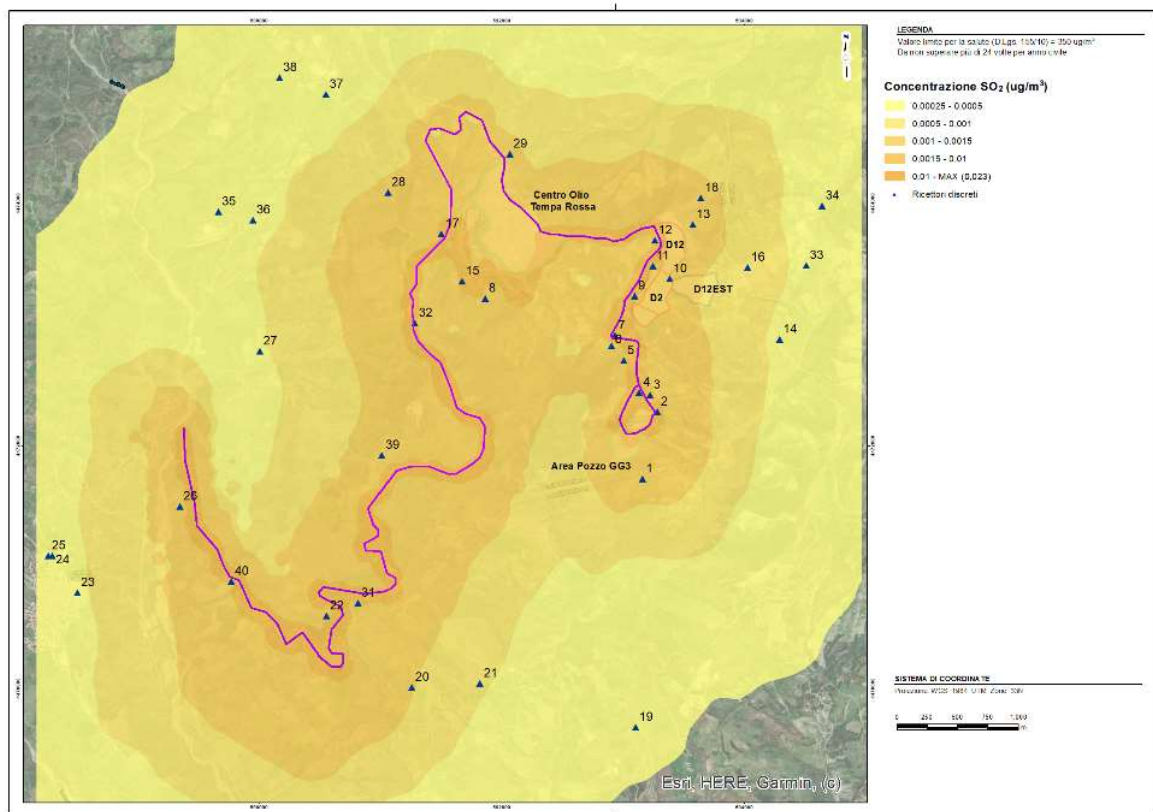 LEGENDA
Valore limite per la salute (D.Lgs. 155/10) = 350 ug/m³
Da non superare più di 24 volte per anno civile
Concentrazione SO2 (ug/m³)
0,00025 - 0,0005
0,0005 - 0,001
0,001 - 0,0015
0,0015 - 0,01
0,01 - MAX (0,023)
Ricettori discreti
38
37
29
28
Centro Olio
Tempa Rossa
18
34
35
36
13
17
12
D12
11
16
33
15
10
8
9
D12EST
D2
32
7
14
6
27
5
4
3
2
39
Area Pozzo GG3
1
26
25
24
40
23
31
22
21
20
19
SISTEMA DI COORDINATE
0 250 500 750 1.000
m
Esri, HERE, Garmin, (c)